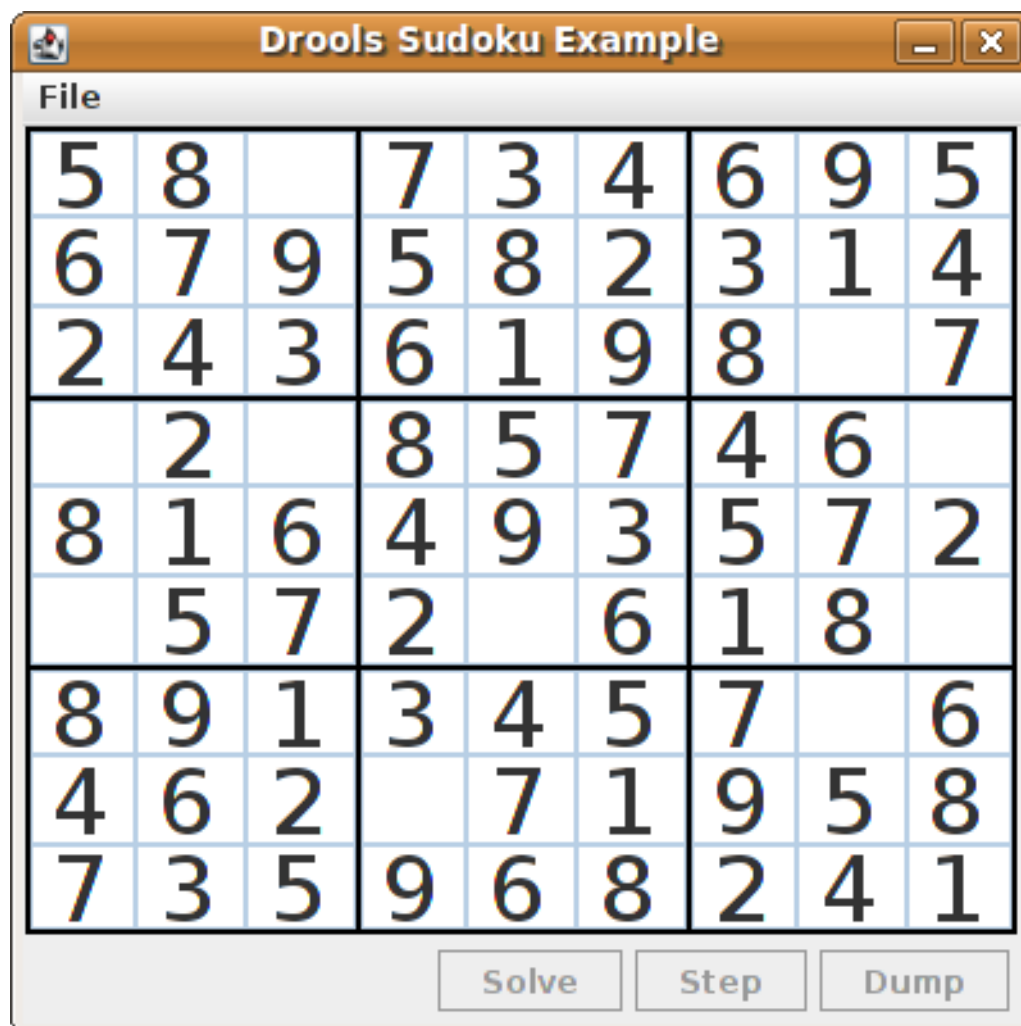 Drools Sudoku Example
File
5 8 7 3 4 6 9 5
6 7 9 5 8 2 3 1 4
2 4 3 6 1 9 8 7
2 8 5 7 4 6
8 1 6 4 9 3 5 7 2
5 7 2 6 1 8
8 9 1 3 4 5 7 6
4 6 2 7 1 9 5 8
7 3 5 9 6 8 2 4 1
Solve Step Dump